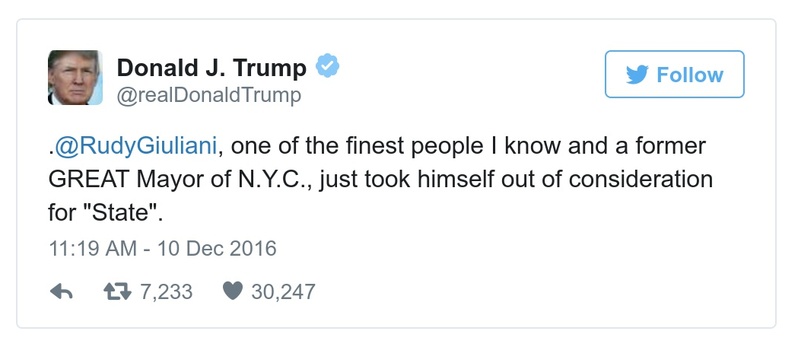 Donald J. Trump
@realDonaldTrump
Follow
.@RudyGiuliani, one of the finest people I know and a former
GREAT Mayor of N.Y.C., just took himself out of consideration
for "State".
11:19 AM - 10 Dec 2016
7,233 30,247